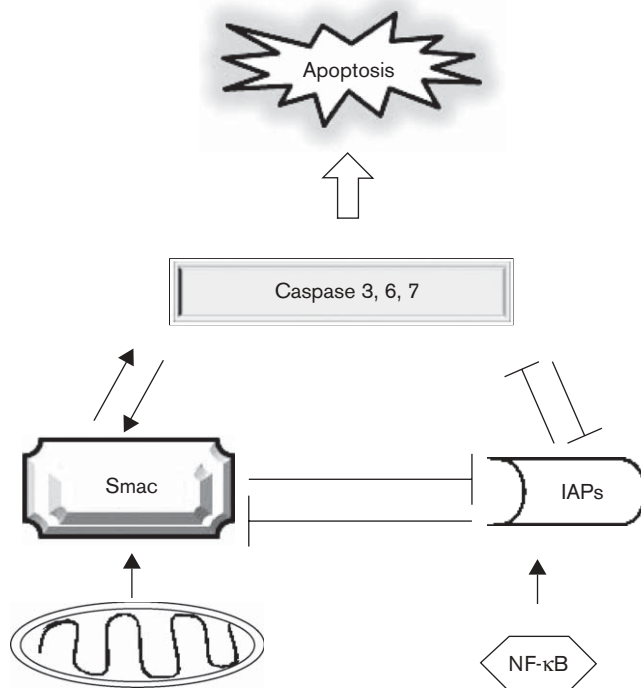 Apoptosis
Caspase 3, 6, 7
Smac
IAPs
NF-κB